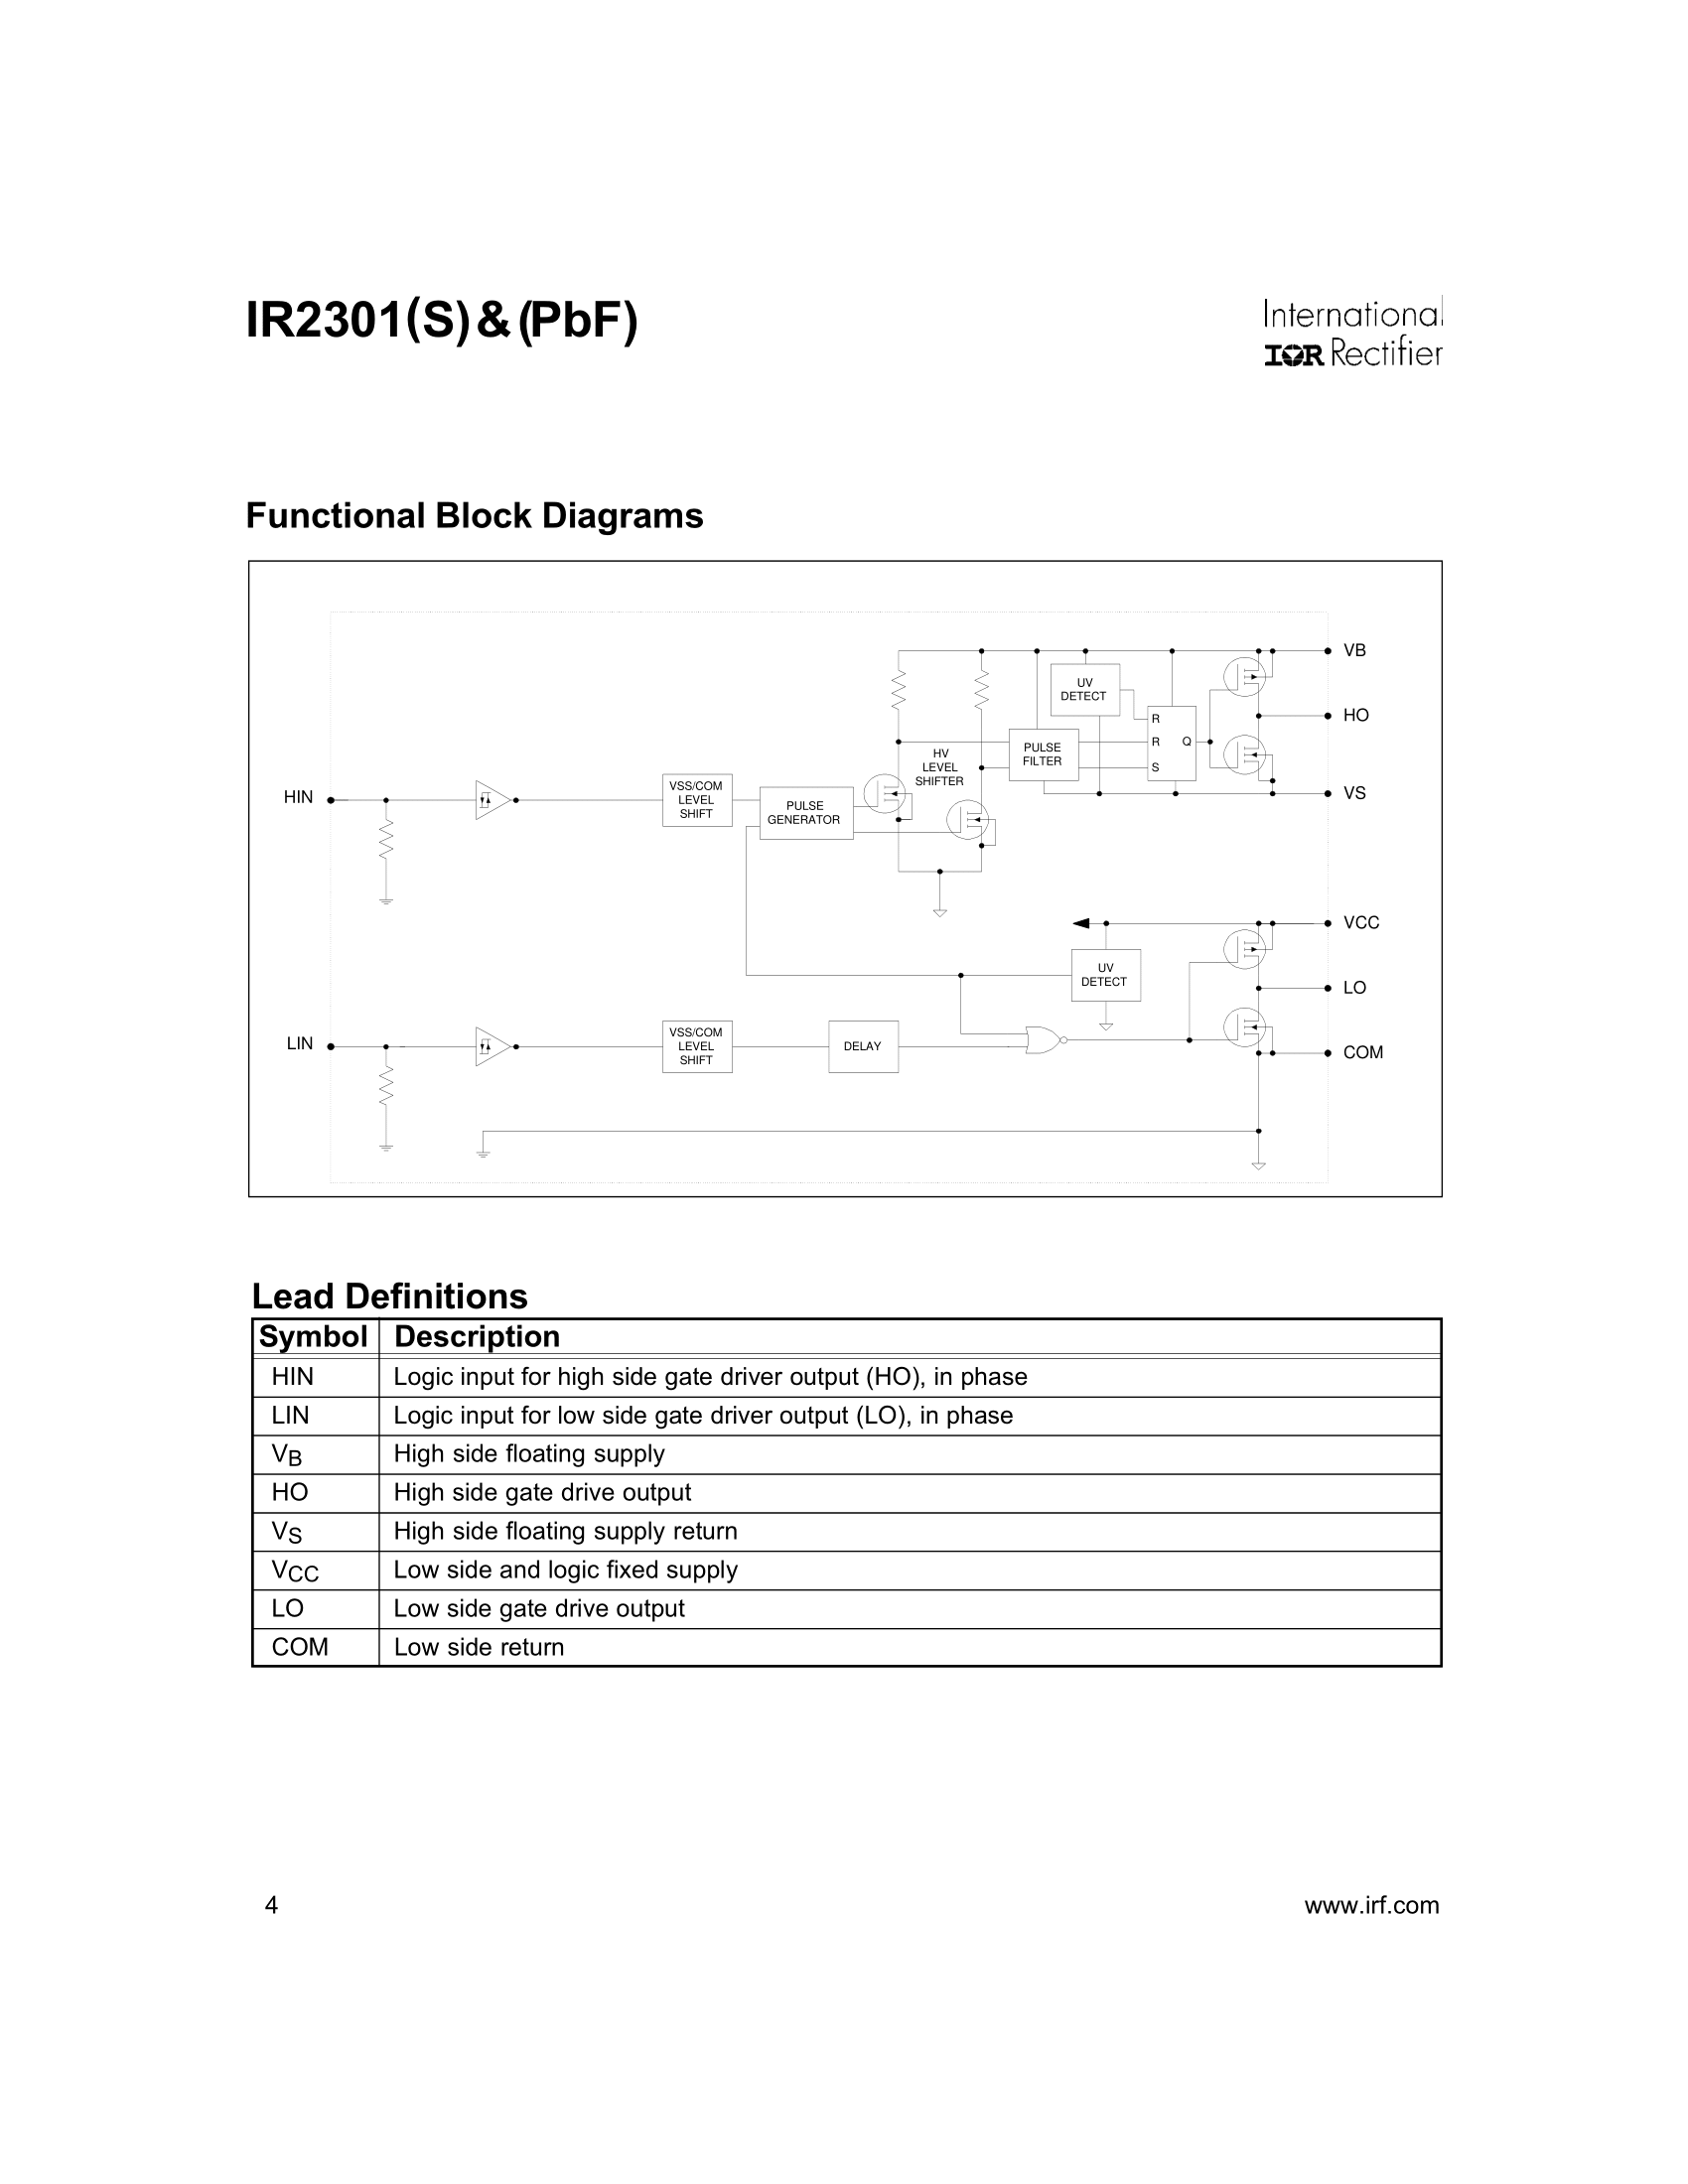 IR2301(S) & (PbF)
International
IOR Rectifier
Functional Block Diagrams
VB
UV
DETECT
HO
R
R Q
S
PULSE
FILTER
HV
LEVEL
SHIFTER
HIN
VSS/COM
LEVEL
SHIFT
PULSE
GENERATOR
VS
VCC
UV
DETECT
LO
LIN
VSS/COM
LEVEL
SHIFT
DELAY
COM
Lead Definitions
Symbol Description
HIN Logic input for high side gate driver output (HO), in phase
LIN Logic input for low side gate driver output (LO), in phase
VB High side floating supply
HO High side gate drive output
VS High side floating supply return
VCC Low side and logic fixed supply
LO Low side gate drive output
COM Low side return
4 www.irf.com